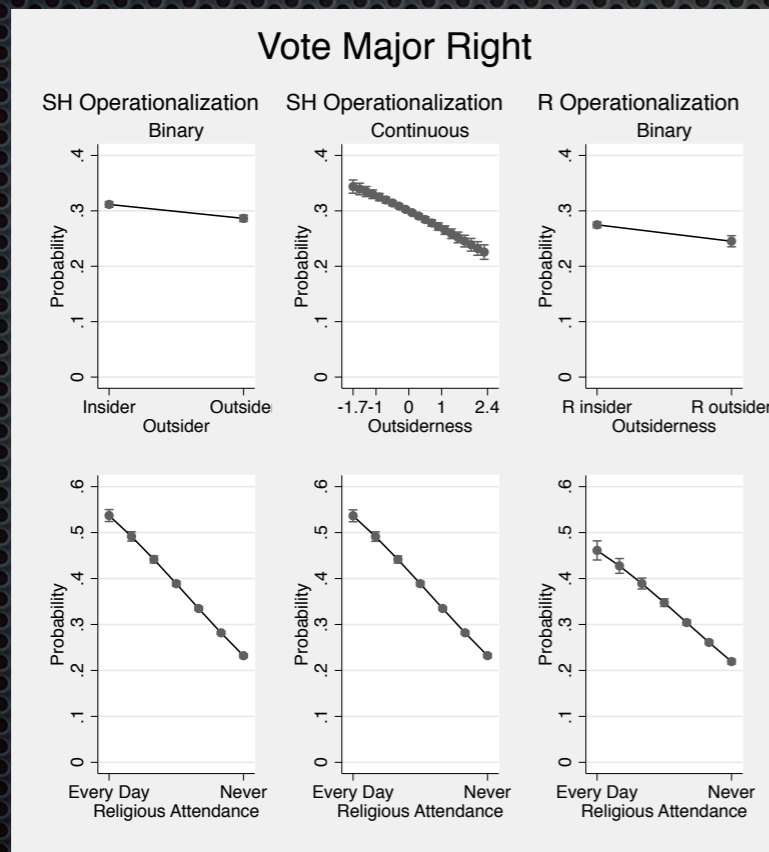 Vote Major Right
SH Operationalization
Binary
Probability
.4
.3
.2
.1
0
Insider Outsider
Outsider
SH Operationalization
Continuous
Probability
.4
.3
.2
.1
0
-1.7 -1 0 1 2.4
Outsiderness
R Operationalization
Binary
Probability
.4
.3
.2
.1
0
R insider R outsider
Outsiderness
Probability
.6
.5
.4
.3
.2
.1
0
Every Day Never
Religious Attendance
Probability
.6
.5
.4
.3
.2
.1
0
Every Day Never
Religious Attendance
Probability
.6
.5
.4
.3
.2
.1
0
Every Day Never
Religious Attendance